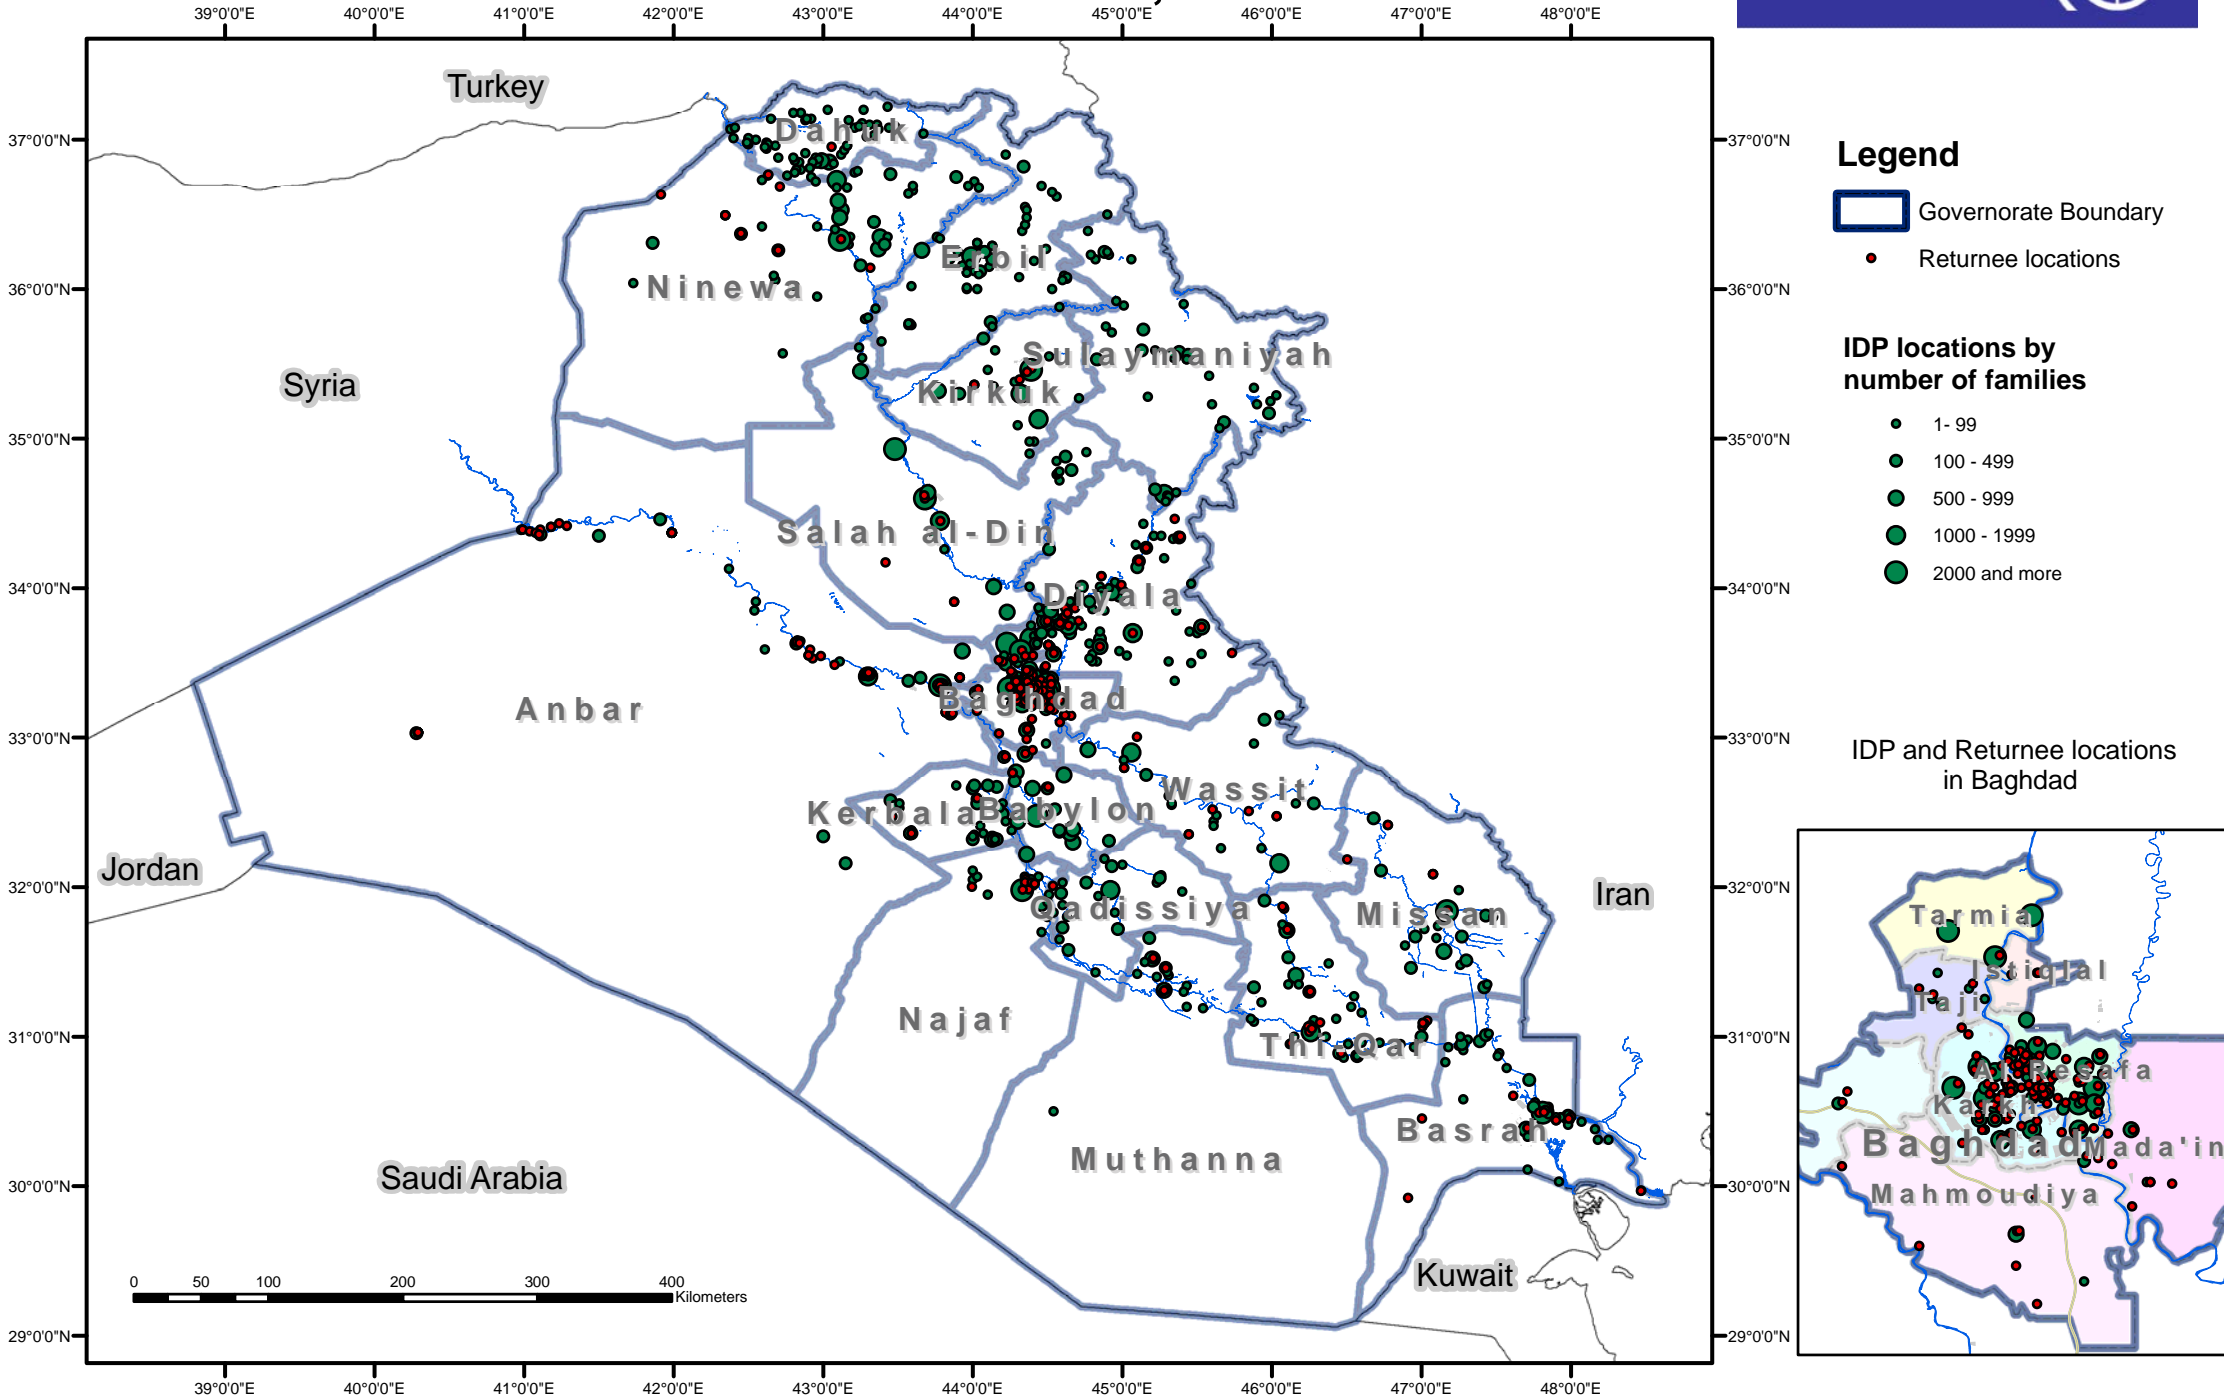 39°0'0"E 40°0'0"E 41°0'0"E 42°0'0"E 43°0'0"E 44°0'0"E 45°0'0"E 46°0'0"E 47°0'0"E 48°0'0"E
Turkey
37°0'0"N
Dahuk
37°0'0"N
Legend
Governorate Boundary
Returnee locations
Erbil
36°0'0"N
Ninewa
36°0'0"N
IDP locations by
number of families
Syria
Sulaymaniyah
Kirkuk
1- 99
35°0'0"N
35°0'0"N
100 - 499
500 - 999
Salah al-Din
1000 - 1999
2000 and more
34°0'0"N
Diyala
34°0'0"N
Anbar
Baghdad
33°0'0"N
33°0'0"N
IDP and Returnee locations
in Baghdad
Wassit
Kerbala
Babylon
Jordan
32°0'0"N
32°0'0"N
Iran
Qadissiya
Missan
Tarmia
Istiqlal
Taji
Najaf
31°0'0"N
Thi-Qar
31°0'0"N
Al Resafa
Karkh
Basrah
Baghdad
Mada'in
Muthanna
Saudi Arabia
30°0'0"N
30°0'0"N
Mahmoudiya
Kuwait
0 50 100 200 300 400
Kilometers
29°0'0"N
29°0'0"N
39°0'0"E 40°0'0"E 41°0'0"E 42°0'0"E 43°0'0"E 44°0'0"E 45°0'0"E 46°0'0"E 47°0'0"E 48°0'0"E